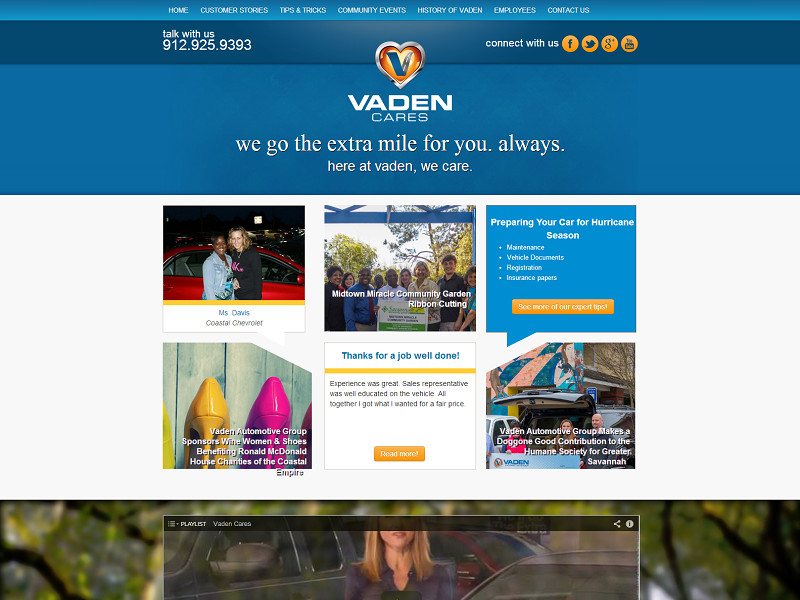 HOME CUSTOMER STORIES TIPS & TRICKS COMMUNITY EVENTS HISTORY OF VADEN EMPLOYEES CONTACT US
talk with us
912.925.9393
connect with us
V
VADEN
CARES
we go the extra mile for you. always.
here at vaden, we care.
Ms. Davis
Coastal Chevrolet
Midtown Miracle Community Garden
Ribbon Cutting
Preparing Your Car for Hurricane
Season
Maintenance
Vehicle Documents
Registration
Insurance papers
See more of our expert tips!
Vaden Automotive Group
Sponsors Wine Women & Shoes
Benefiting Ronald McDonald
House Charities of the Coastal
Empire
Thanks for a job well done!
Experience was great. Sales representative
was well educated on the vehicle. All
together I got what I wanted for a fair price.
Read more!
Vaden Automotive Group Makes a
Doggone Good Contribution to the
Humane Society for Greater
Savannah
VADEN
PLAYLIST Vaden Cares